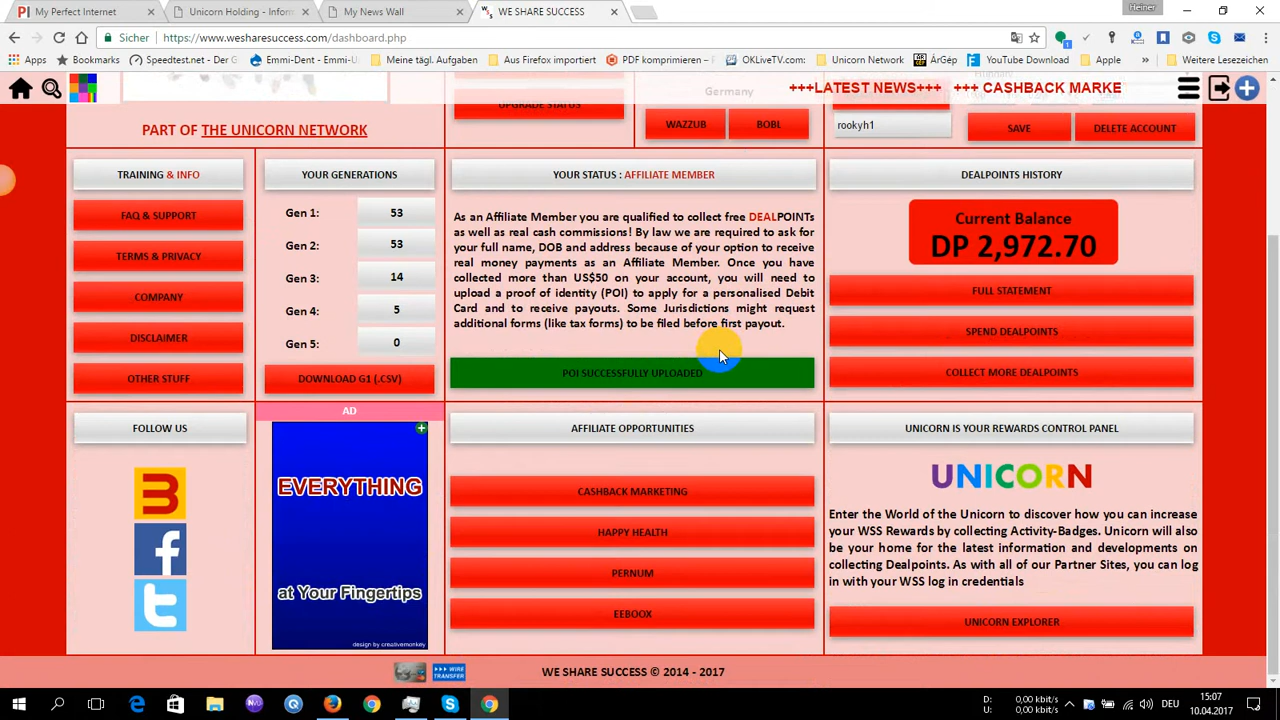 My Perfect Internet
Unicorn Holding - Inform
My News Wall
WE SHARE SUCCESS
Heiner
Sicher
https://www.wesharesuccess.com/dashboard.php
Apps
Bookmarks
Speedtest.net - Der G
Emmi-Dent - Emmi-U
Meine tägl. Aufgaben
Aus Firefox importiert
PDF komprimieren -
OKLiveTV.com
Unicorn Network
ÁrGép
YouTube Download
Apple
Weitere Lesezeichen
+++LATEST NEWS+++ +++ CASHBACK MARKE
UPGRADE STATUS
Germany
WAZZUB
BOBL
rookyh1
SAVE
DELETE ACCOUNT
PART OF THE UNICORN NETWORK
TRAINING & INFO
FAQ & SUPPORT
TERMS & PRIVACY
COMPANY
DISCLAIMER
OTHER STUFF
YOUR GENERATIONS
Gen 1: 53
Gen 2: 53
Gen 3: 14
Gen 4: 5
Gen 5: 0
DOWNLOAD G1 (.CSV)
YOUR STATUS : AFFILIATE MEMBER
As an Affiliate Member you are qualified to collect free DEALPOINTs
as well as real cash commissions! By law we are required to ask for
your full name, DOB and address because of your option to receive
real money payments as an Affiliate Member. Once you have
collected more than US$50 on your account, you will need to
upload a proof of identity (POI) to apply for a personalised Debit
Card and to receive payouts. Some Jurisdictions might request
additional forms (like tax forms) to be filed before first payout.
POI SUCCESSFULLY UPLOADED
DEALPOINTS HISTORY
Current Balance
DP 2,972.70
FULL STATEMENT
SPEND DEALPOINTS
COLLECT MORE DEALPOINTS
FOLLOW US
AD
EVERYTHING
at Your Fingertips
design by creativemonkey
AFFILIATE OPPORTUNITIES
CASHBACK MARKETING
HAPPY HEALTH
PERNUM
EEBOOX
UNICORN IS YOUR REWARDS CONTROL PANEL
UNICORN
Enter the World of the Unicorn to discover how you can increase
your WSS Rewards by collecting Activity-Badges. Unicorn will also
be your home for the latest information and developments on
collecting Dealpoints. As with all of our Partner Sites, you can log
in with your WSS log in credentials
UNICORN EXPLORER
>>> WIRE
TRANSFER
WE SHARE SUCCESS © 2014 - 2017
D: 0,00 kbit/s
U: 0,00 kbit/s
DEU
15:07
10.04.2017